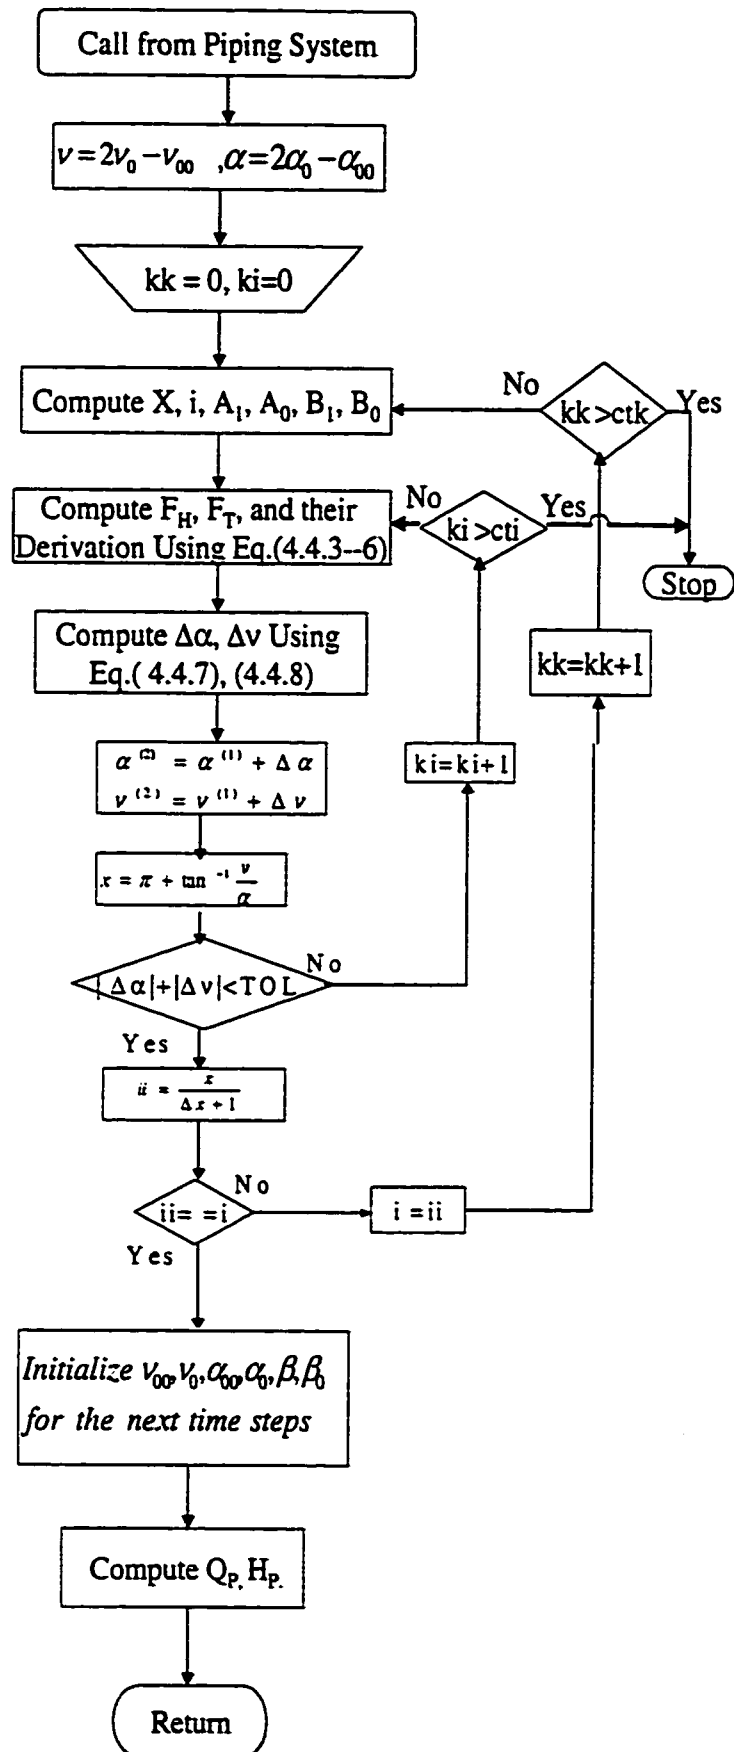 Call from Piping System
ν=2ν₀−ν₀₀ ,α=2α₀−α₀₀
kk = 0, ki=0
Compute X, i, A₁, A₀, B₁, B₀
No
kk>ctk
Yes
Compute F_H, F_T, and their
Derivation Using Eq.(4.4.3--6)
No
ki>cti
Yes
Stop
Compute Δα, Δν Using
Eq.( 4.4.7), (4.4.8)
kk=kk+1
α⁽²⁾ = α⁽¹⁾ + Δα
ν⁽²⁾ = ν⁽¹⁾ + Δν
ki=ki+1
x = π + tan⁻¹ ν/α
|Δα|+|Δν|<TOL
No
Yes
ii = x/Δx+1
ii= =i
No
i =ii
Yes
Initialize ν₀₀,ν₀,α₀₀,α₀,β,β₀
for the next time steps
Compute Q_P, H_P.
Return